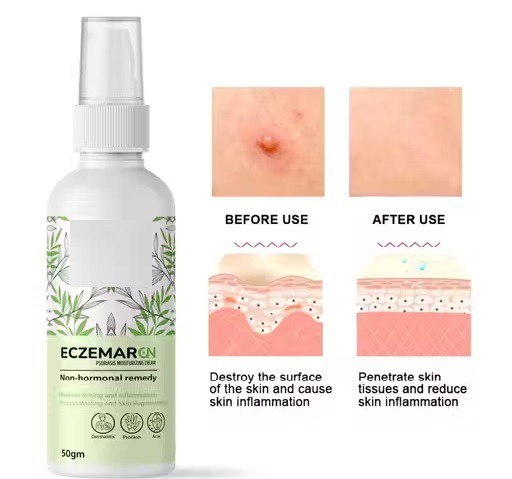 ECZEMAREN
PSORIASIS MOISTURIZING CREAM
Non-hormonal remedy
Dermatitis
Psoriasis
Acne
50gm
BEFORE USE
AFTER USE
Destroy the surface
of the skin and cause
skin inflammation
Penetrate skin
tissues and reduce
skin inflammation